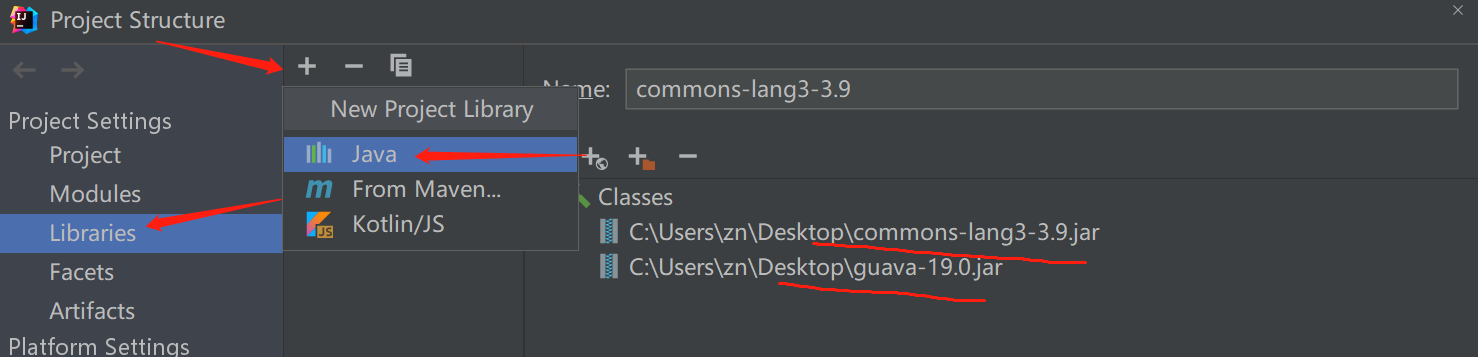 Project Structure
Project Settings
Project
Modules
Libraries
Facets
Artifacts
Platform Settings
New Project Library
Java
From Maven...
Kotlin/JS
Name:
commons-lang3-3.9
Classes
C:\Users\zn\Desktop\commons-lang3-3.9.jar
C:\Users\zn\Desktop\guava-19.0.jar